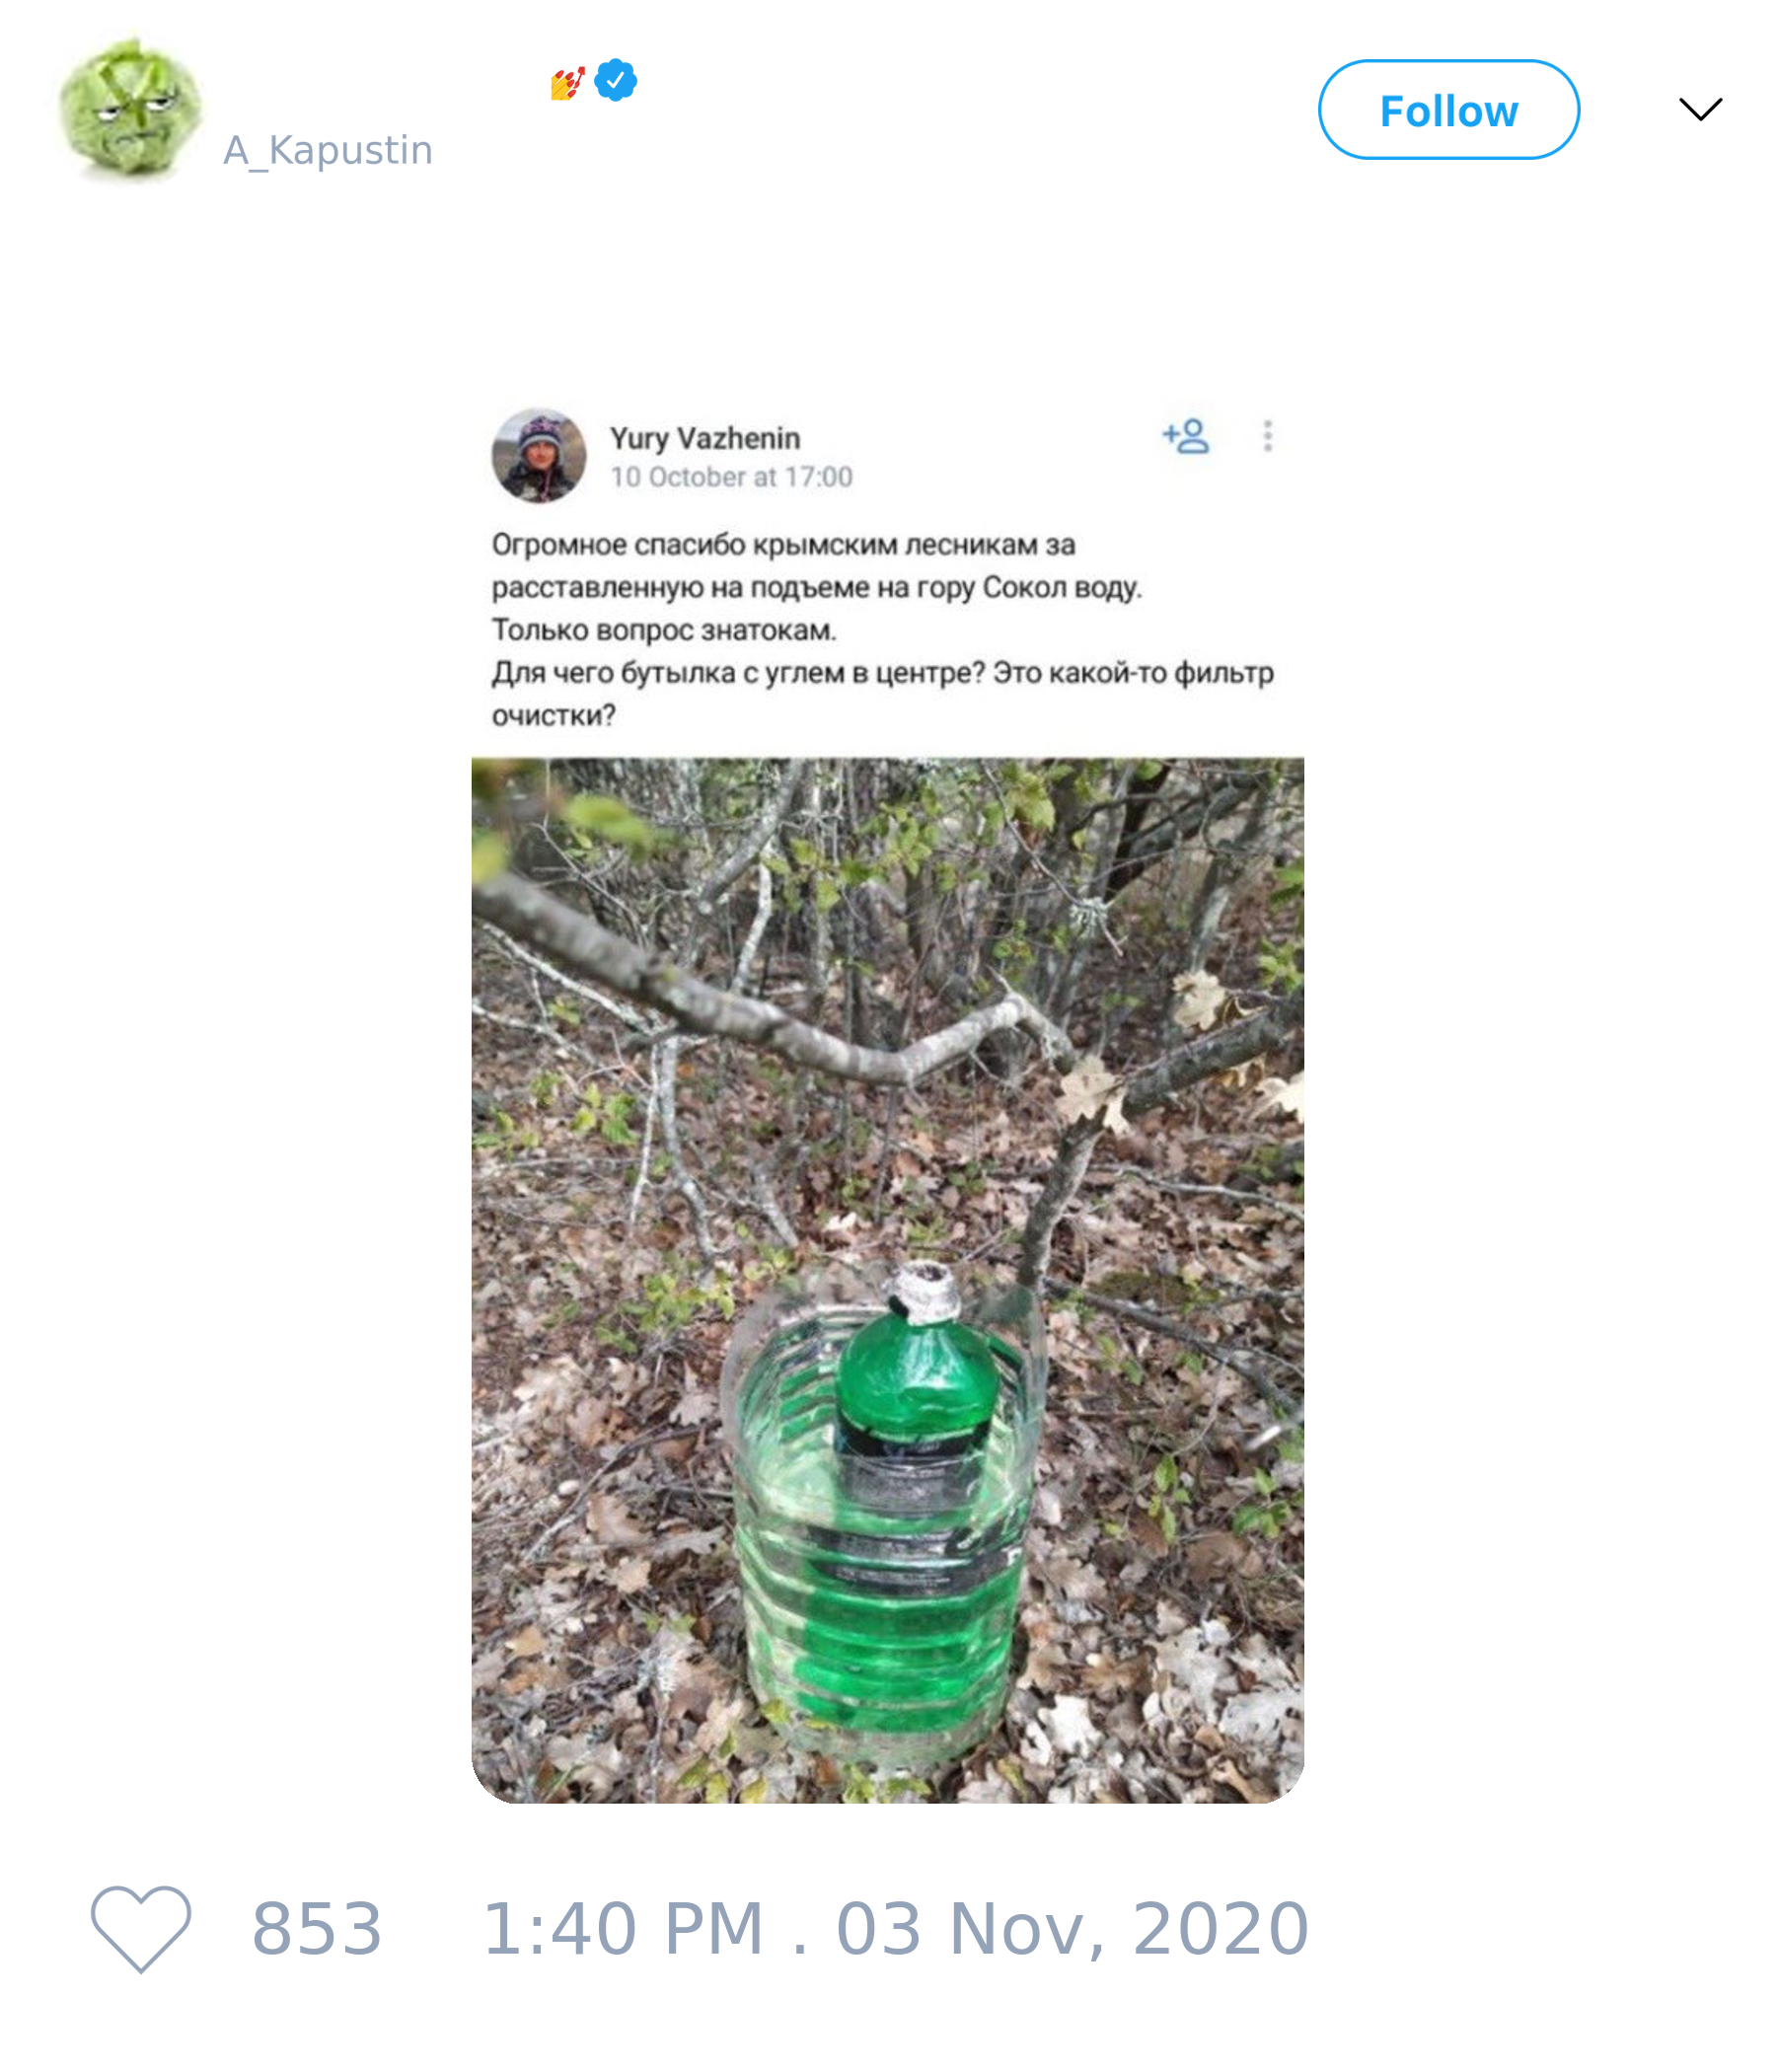 A_Kapustin
Follow
Yury Vazhenin
10 October at 17:00
Огромное спасибо крымским лесникам за
расставленную на подъеме на гору Сокол воду.
Только вопрос знатокам.
Для чего бутылка с углем в центре? Это какой-то фильтр
очистки?
853
1:40 PM . 03 Nov, 2020